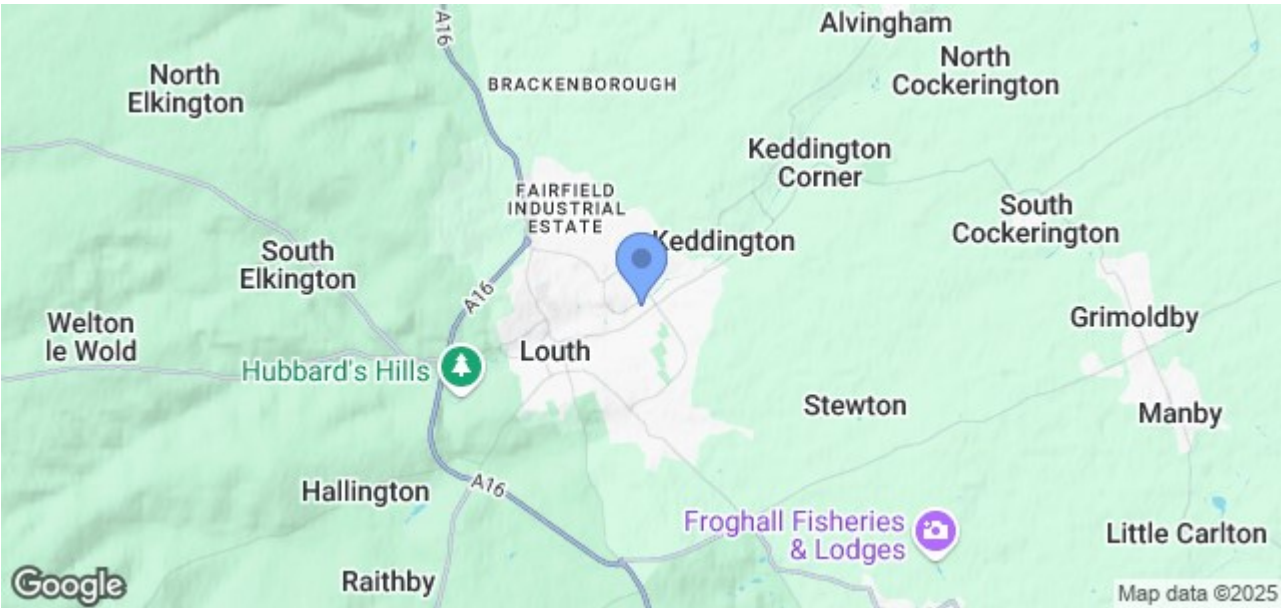 A16
Alvingham
North
Elkington
BRACKENBOROUGH
North
Cockerington
Keddington
Corner
FAIRFIELD
INDUSTRIAL
ESTATE
South
Cockerington
Keddington
South
Elkington
A16
Welton
le Wold
Grimoldby
Louth
Hubbard's Hills
Stewton
Manby
Hallington
A16
Froghall Fisheries
& Lodges
Little Carlton
Raithby
Google
Map data ©2025